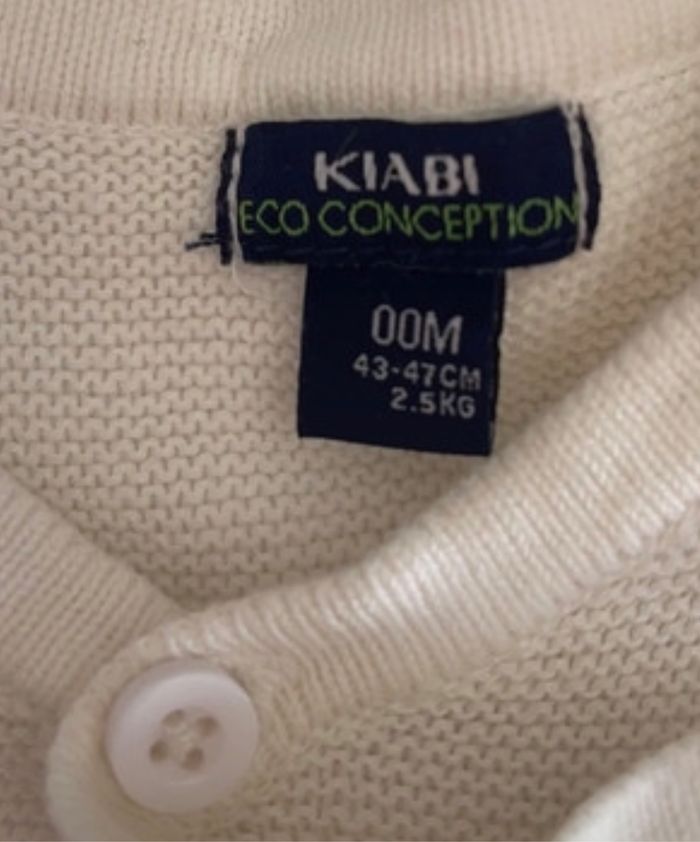 KIABI
ECO CONCEPTION
00M
43-47CM
2.5KG